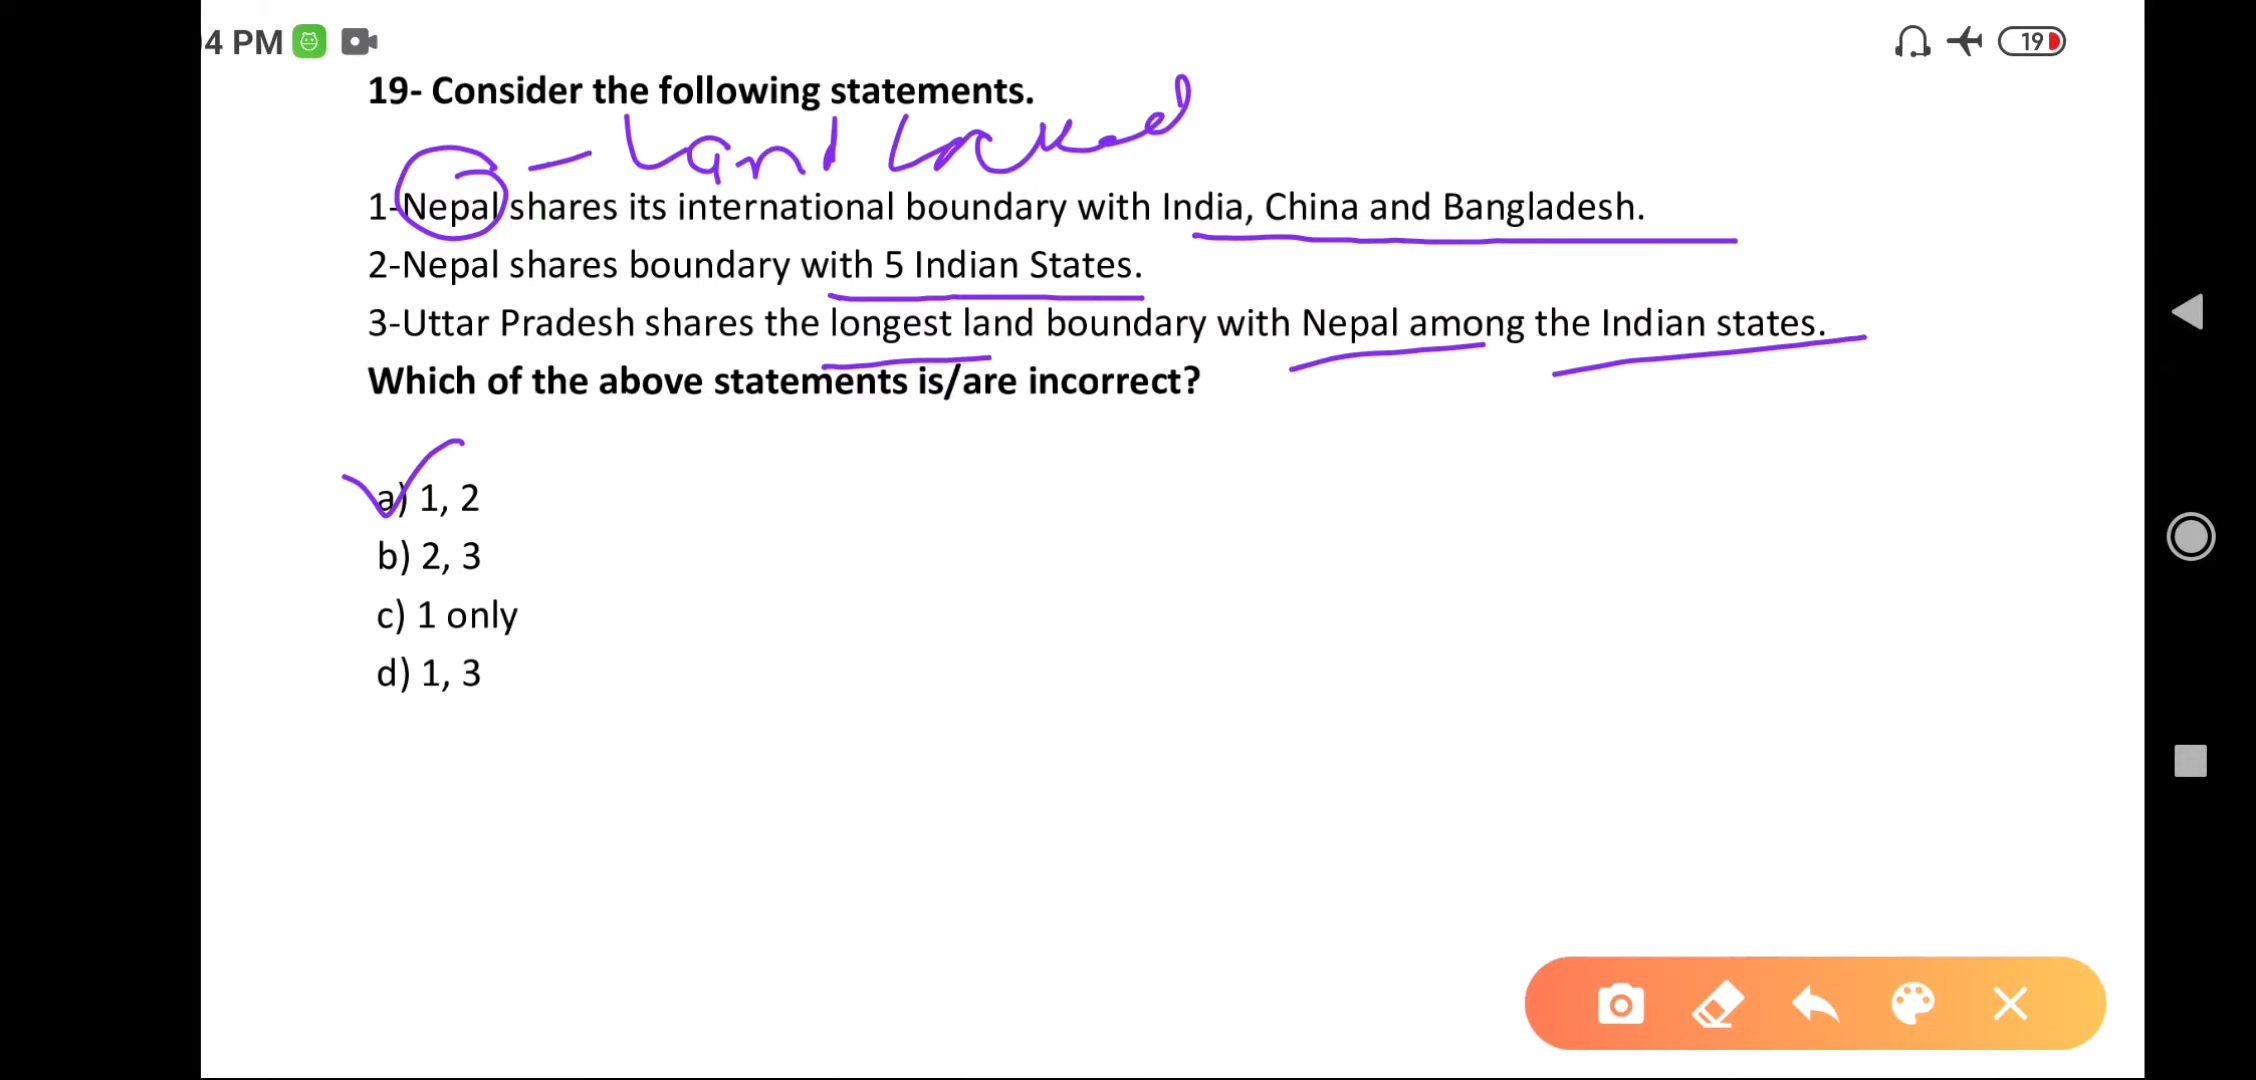 4 PM
19
19- Consider the following statements.
- Land Locked
1-Nepal shares its international boundary with India, China and Bangladesh.
2-Nepal shares boundary with 5 Indian States.
3-Uttar Pradesh shares the longest land boundary with Nepal among the Indian states.
Which of the above statements is/are incorrect?
a) 1, 2
b) 2, 3
c) 1 only
d) 1, 3